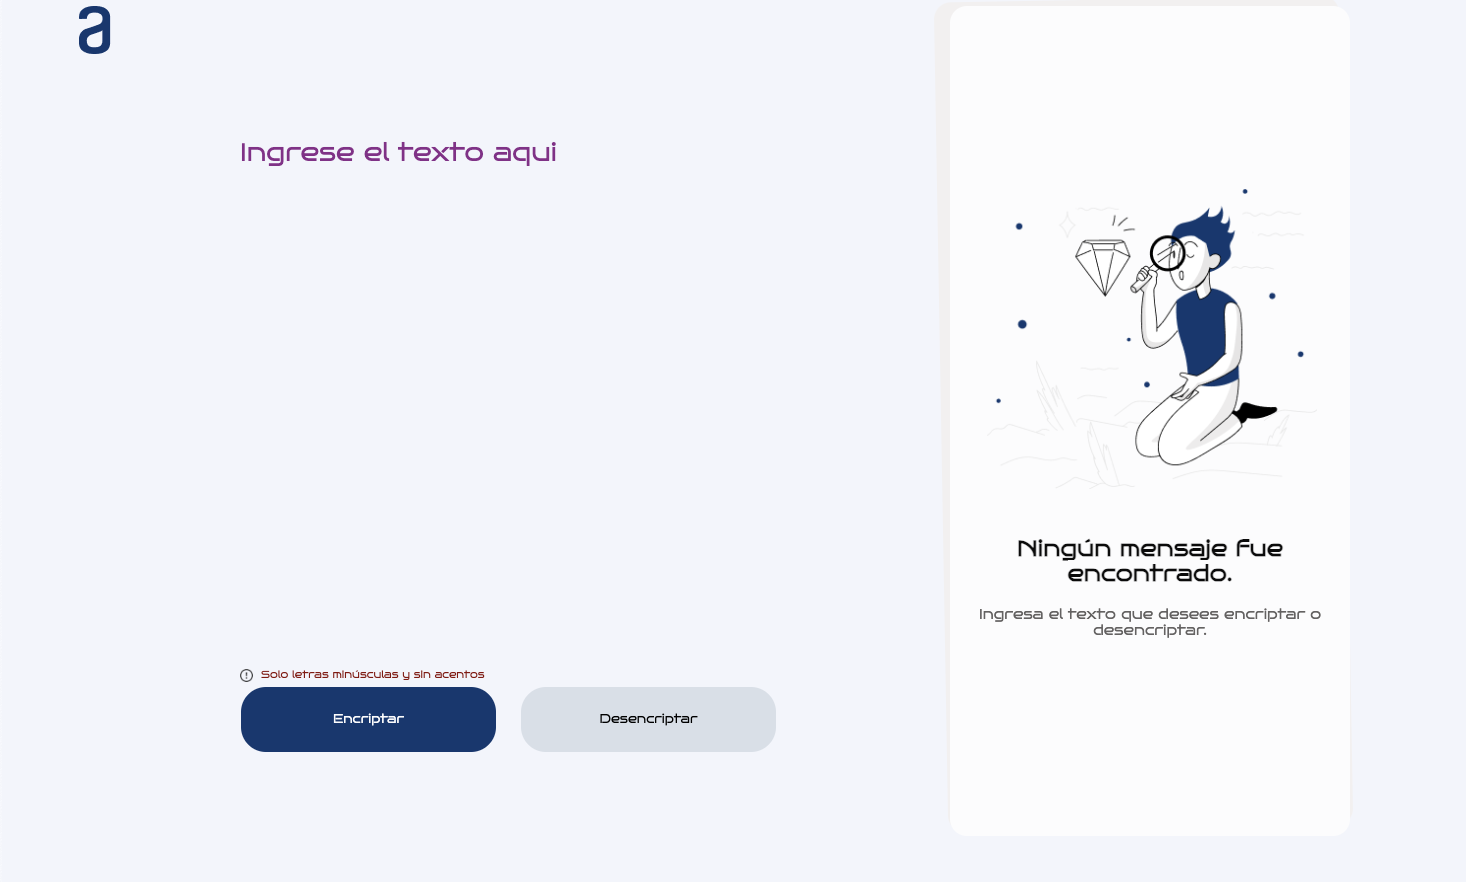 a
Ingrese el texto aqui
Solo letras minúsculas y sin acentos
Encriptar
Desencriptar
Ningún mensaje fue
encontrado.
Ingresa el texto que desees encriptar o
desencriptar.